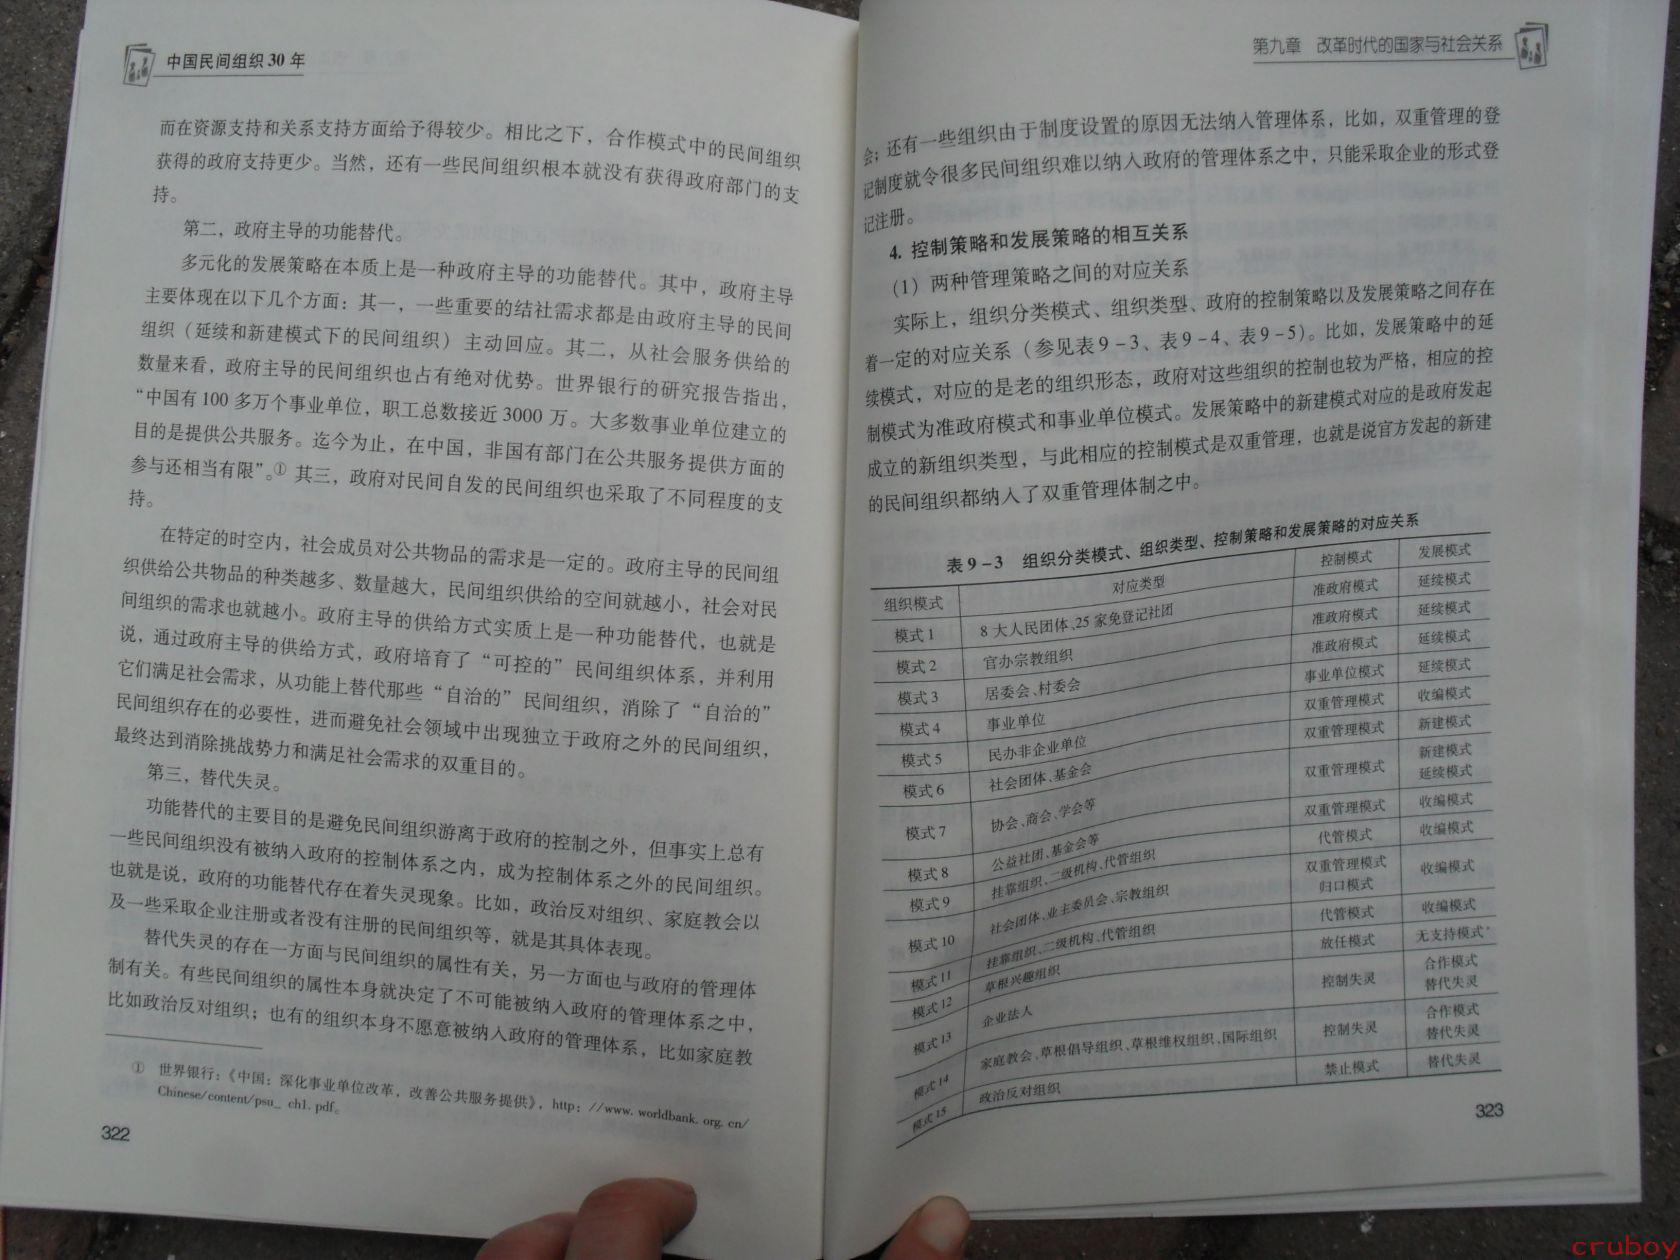 中国民间组织30年
而在资源支持和关系支持方面给予得较少。相比之下，合作模式中的民间组织
获得的政府支持更少。当然，还有一些民间组织根本就没有获得政府部门的支
持。
第二，政府主导的功能替代。
多元化的发展策略在本质上是一种政府主导的功能替代。其中，政府主导
主要体现在以下几个方面：其一，一些重要的结社需求都是由政府主导的民间
组织（延续和新建模式下的民间组织）主动回应。其二，从社会服务供给的
数量来看，政府主导的民间组织也占有绝对优势。世界银行的研究报告指出，
“中国有100多万个事业单位，职工总数接近3000万。大多数事业单位建立的
目的是提供公共服务。迄今为止，在中国，非国有部门在公共服务提供方面的
参与还相当有限”。① 其三，政府对民间自发的民间组织也采取了不同程度的支
持。
在特定的时空内，社会成员对公共物品的需求是一定的。政府主导的民间组
织供给公共物品的种类越多、数量越大，民间组织供给的空间就越小，社会对民
间组织的需求也就越小。政府主导的供给方式实质上是一种功能替代，也就是
说，通过政府主导的供给方式，政府培育了“可控的”民间组织体系，并利用
它们满足社会需求，从功能上替代那些“自治的”民间组织，消除了“自治的”
民间组织存在的必要性，进而避免社会领域中出现独立于政府之外的民间组织，
最终达到消除挑战势力和满足社会需求的双重目的。
第三，替代失灵。
功能替代的主要目的是避免民间组织游离于政府的控制之外，但事实上总有
一些民间组织没有被纳入政府的控制体系之内，成为控制体系之外的民间组织。
也就是说，政府的功能替代存在着失灵现象。比如，政治反对组织、家庭教会以
及一些采取企业注册或者没有注册的民间组织等，就是其具体表现。
替代失灵的存在一方面与民间组织的属性有关，另一方面也与政府的管理体
制有关。有些民间组织的属性本身就决定了不可能被纳入政府的管理体系之中，
比如政治反对组织；也有的组织本身不愿意被纳入政府的管理体系，比如家庭教
① 世界银行：《中国：深化事业单位改革，改善公共服务提供》，http: //www. worldbank. org. cn/
Chinese/content/psu_ ch1. pdf。
322
第九章 改革时代的国家与社会关系
会；还有一些组织由于制度设置的原因无法纳入管理体系，比如，双重管理的登
记制度就令很多民间组织难以纳入政府的管理体系之中，只能采取企业的形式登
记注册。
4. 控制策略和发展策略的相互关系
（1）两种管理策略之间的对应关系
实际上，组织分类模式、组织类型、政府的控制策略以及发展策略之间存在
着一定的对应关系（参见表9－3、表9－4、表9－5）。比如，发展策略中的延
续模式，对应的是老的组织形态，政府对这些组织的控制也较为严格，相应的控
制模式为准政府模式和事业单位模式。发展策略中的新建模式对应的是政府发起
成立的新组织类型，与此相应的控制模式是双重管理，也就是说官方发起的新建
的民间组织都纳入了双重管理体制之中。
表9－3 组织分类模式、组织类型、控制策略和发展策略的对应关系
组织模式 对应类型 控制模式 发展模式
模式1 8大人民团体、25家免登记社团 准政府模式 延续模式
模式2 官办宗教组织 准政府模式 延续模式
模式3 居委会、村委会 准政府模式 延续模式
模式4 事业单位 事业单位模式 延续模式
模式5 民办非企业单位 双重管理模式 收编模式
模式6 社会团体、基金会 双重管理模式 新建模式
模式7 协会、商会、学会等 双重管理模式 新建模式
延续模式
模式8 公益社团、基金会等 双重管理模式 收编模式
模式9 挂靠组织、二级机构、代管组织 代管模式 收编模式
模式10 社会团体、业主委员会、宗教组织 双重管理模式 收编模式
归口模式
模式11 挂靠组织、二级机构、代管组织 代管模式 收编模式
模式12 草根兴趣组织 放任模式 无支持模式*
模式13 企业法人 控制失灵 合作模式
替代失灵
模式14 家庭教会、草根倡导组织、草根维权组织、国际组织 控制失灵 合作模式
替代失灵
模式15 政治反对组织 禁止模式 替代失灵
323
cruboy